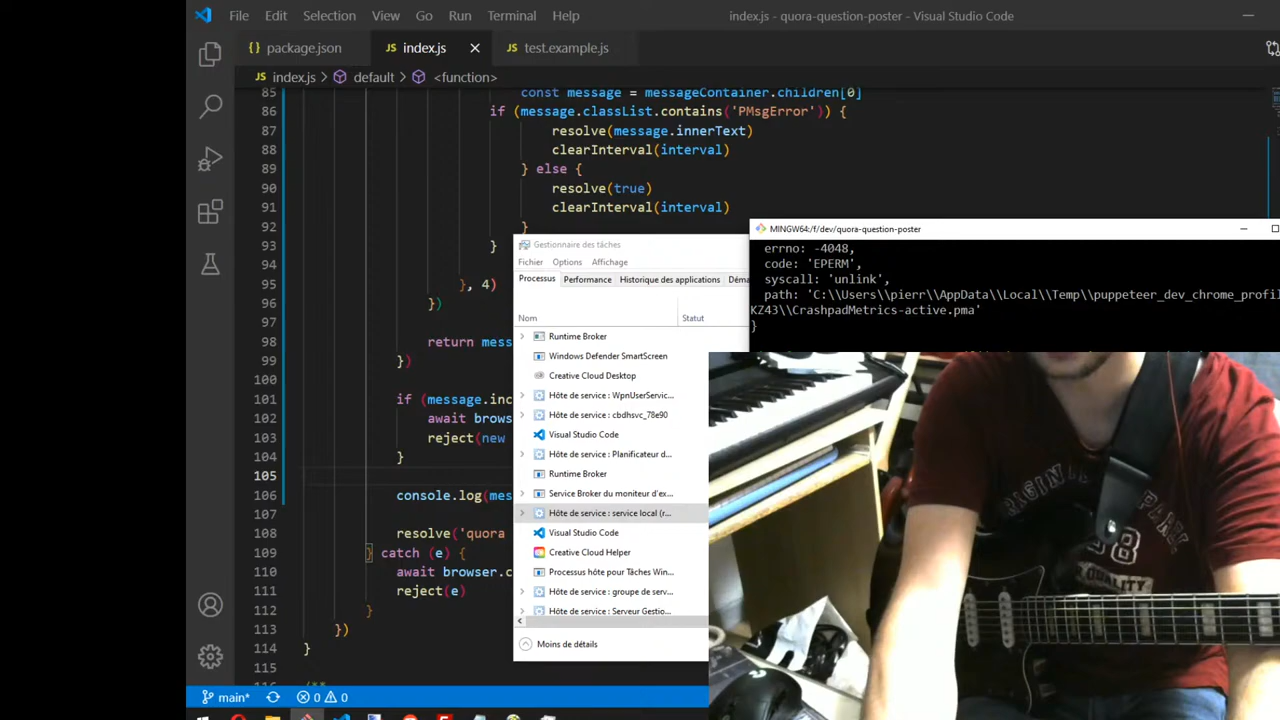 File Edit Selection View Go Run Terminal Help index.js - quora-question-poster - Visual Studio Code
{} package.json JS index.js × JS test.example.js
JS index.js > default > <function>
85 const message = messageContainer.children[0]
86 if (message.classList.contains('PMsgError')) {
87 resolve(message.innerText)
88 clearInterval(interval)
89 } else {
90 resolve(true)
91 clearInterval(interval)
92 }
93 }
94
95 }, 4)
96 })
97
98 return mess
99 })
100
101 if (message.inc
102 await brows
103 reject(new
104 }
105
106 console.log(mes
107
108 resolve('quora
109 } catch (e) {
110 await browser.c
111 reject(e)
112 }
113 })
114 }
115
116 /**
main* 0 0
Gestionnaire des tâches
Fichier Options Affichage
Processus Performance Historique des applications Déma
Nom Statut
Runtime Broker
Windows Defender SmartScreen
Creative Cloud Desktop
Hôte de service : WpnUserServic...
Hôte de service : cbdhsvc_78e90
Visual Studio Code
Hôte de service : Planificateur d...
Runtime Broker
Service Broker du moniteur d'ex...
Hôte de service : service local (r...
Visual Studio Code
Creative Cloud Helper
Processus hôte pour Tâches Win...
Hôte de service : groupe de serv...
Hôte de service : Serveur Gestio...
Moins de détails
MINGW64:/f/dev/quora-question-poster
errno: -4048,
code: 'EPERM',
syscall: 'unlink',
path: 'C:\\Users\\pierr\\AppData\\Local\\Temp\\puppeteer_dev_chrome_profil
KZ43\\CrashpadMetrics-active.pma'
}
QUALITY